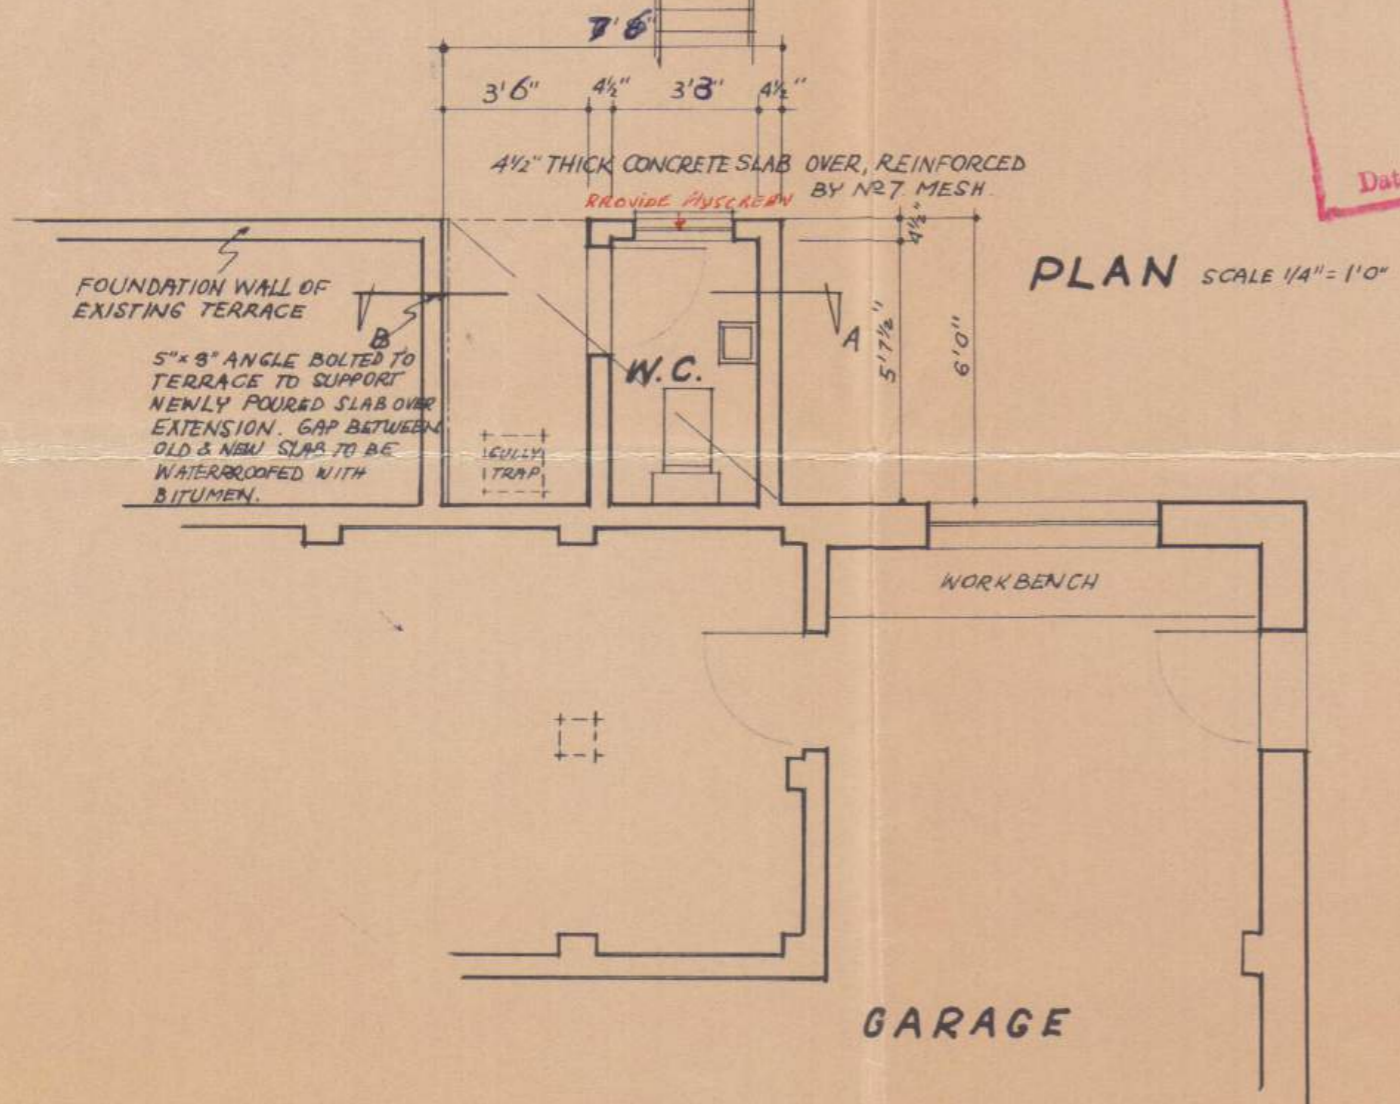 3'6"
4½"
3'8"
4½"
4½" THICK CONCRETE SLAB OVER, REINFORCED
BY Nº7 MESH.
PROVIDE FLYSCREEN
Dat
FOUNDATION WALL OF
EXISTING TERRACE
PLAN SCALE 1/4" = 1'0"
4½"
5'7½"
6'0"
B
A
5"x 3" ANGLE BOLTED TO
TERRACE TO SUPPORT
NEWLY POURED SLAB OVER
EXTENSION. GAP BETWEEN
OLD & NEW SLAB TO BE
WATERPROOFED WITH
BITUMEN.
W.C.
GULLY
TRAP
WORKBENCH
GARAGE